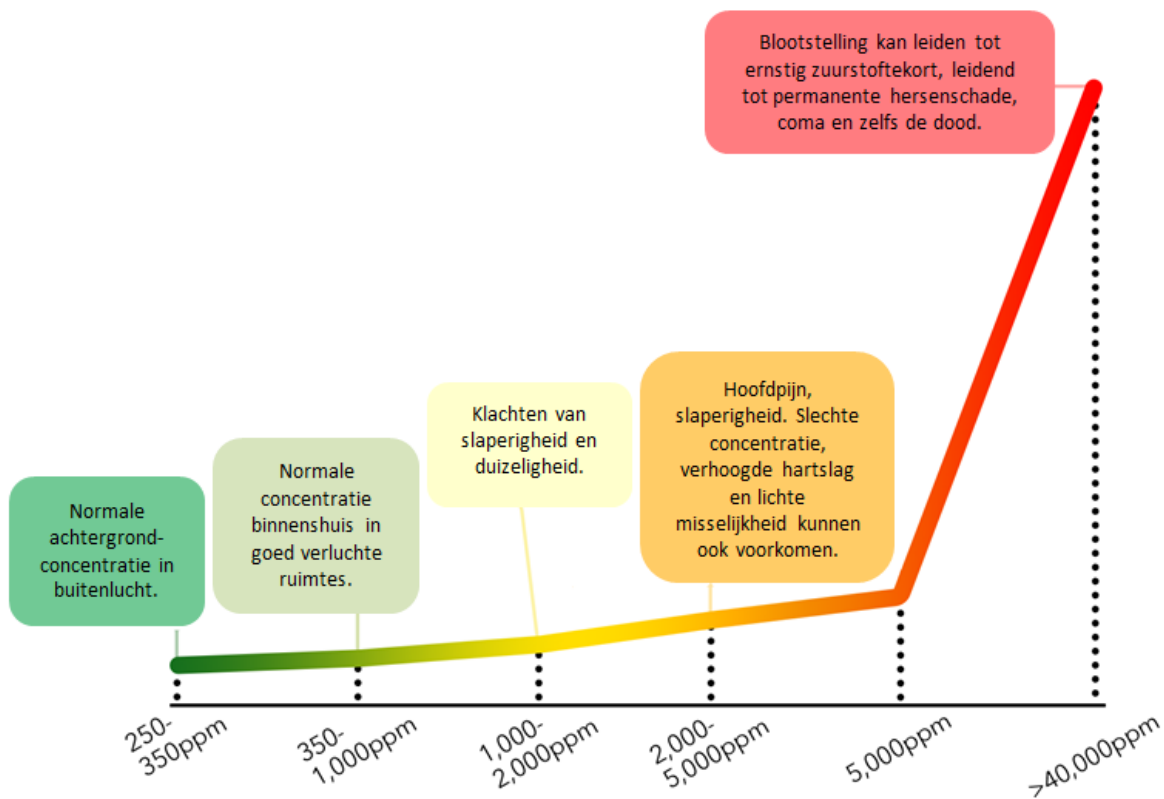 Blootstelling kan leiden tot
ernstig zuurstoftekort, leidend
tot permanente hersenschade,
coma en zelfs de dood.
Hoofdpijn,
slaperigheid. Slechte
concentratie,
verhoogde hartslag
en lichte
misselijkheid kunnen
ook voorkomen.
Klachten van
slaperigheid en
duizeligheid.
Normale
concentratie
binnenshuis in
goed verluchte
ruimtes.
Normale
achtergrond-
concentratie in
buitenlucht.
250-
350ppm
350-
1,000ppm
1,000-
2,000ppm
2,000-
5,000ppm
5,000ppm
>40,000ppm